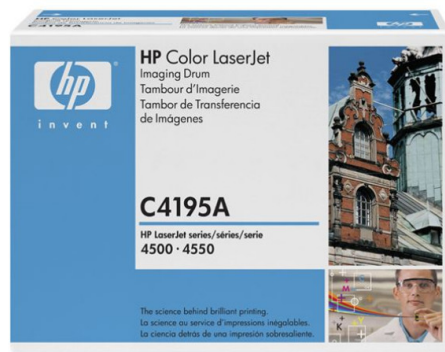 C4195A
hp
invent
HP Color LaserJet
Imaging Drum
Tambour d'Imagerie
Tambor de Transferencia
de Imágenes
C4195A
HP LaserJet series/séries/serie
4500 · 4550
The science behind brilliant printing.
La science au service d'impressions inégalables.
La ciencia detrás de una impresión sobresaliente.
M
Y
K